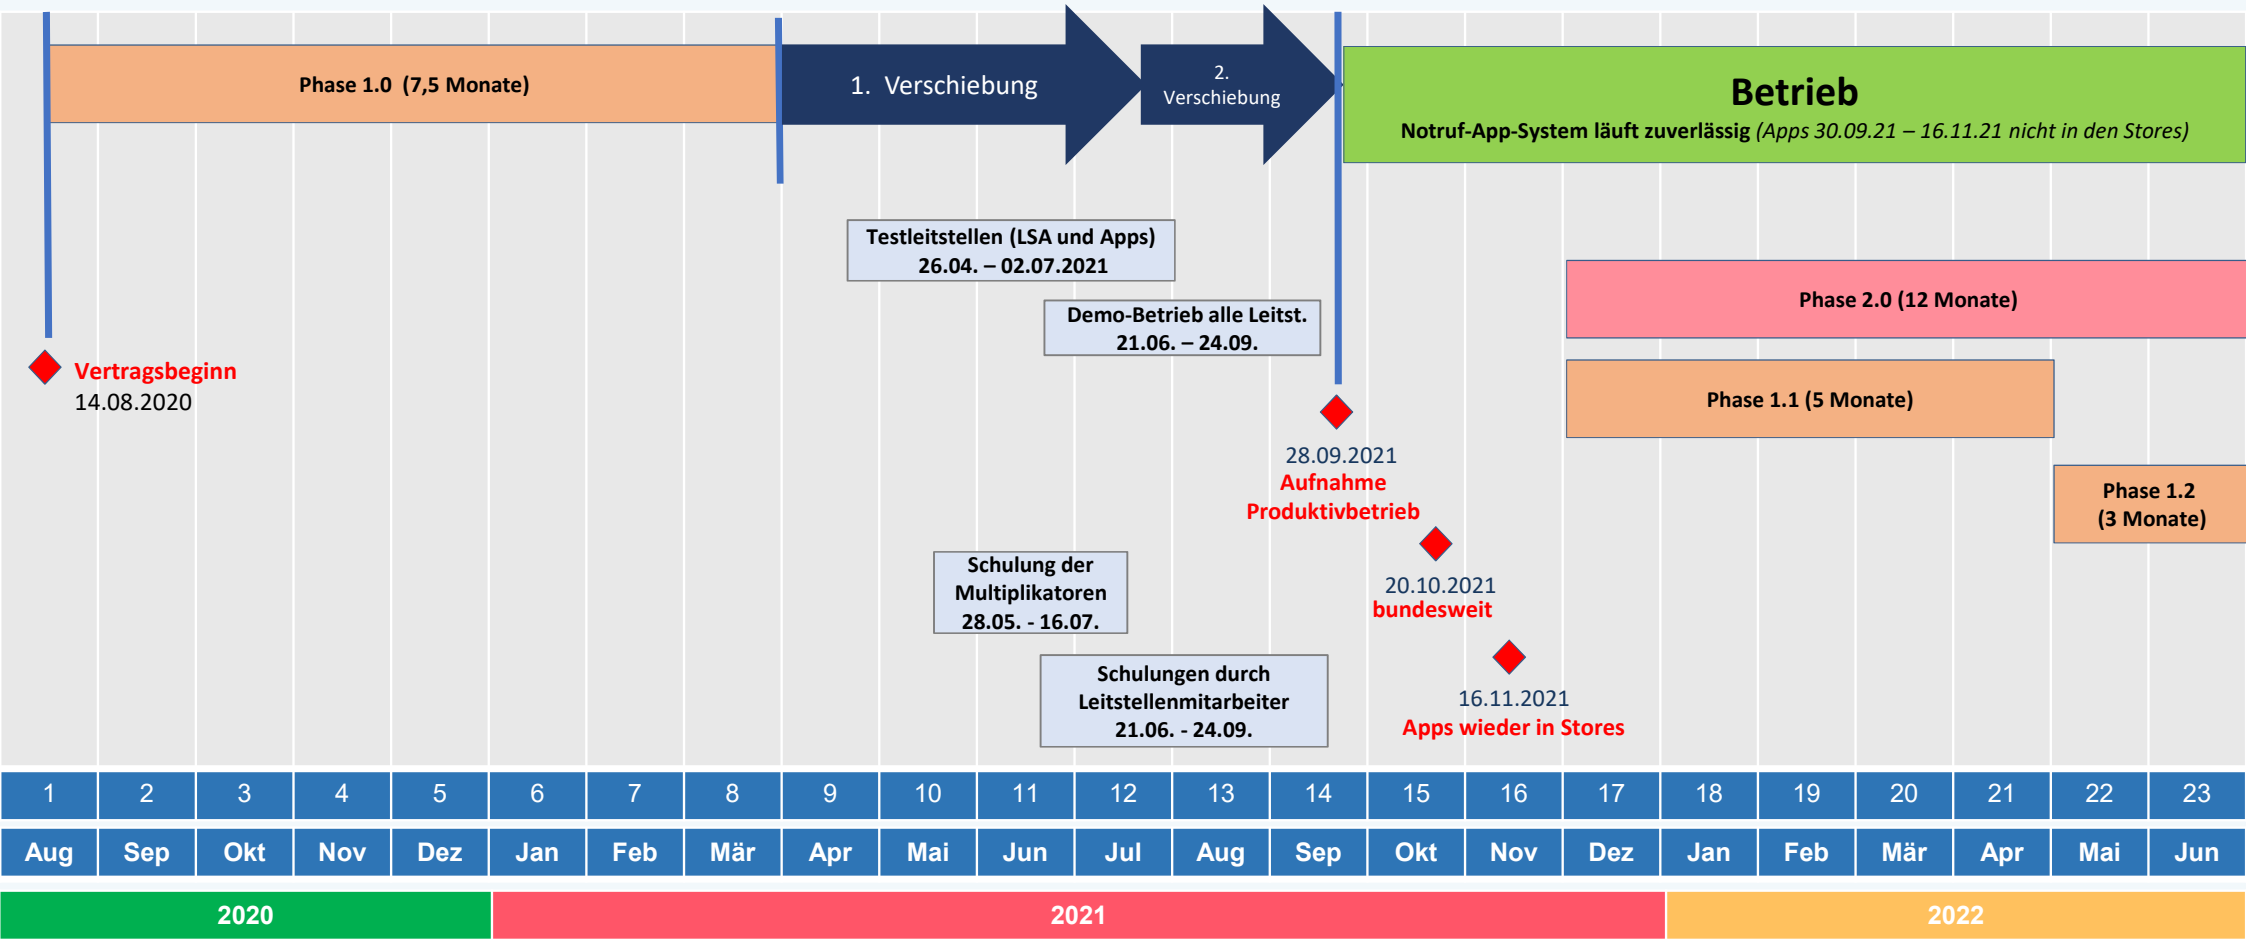 Phase 1.0 (7,5 Monate)
1. Verschiebung
2.
Verschiebung
Betrieb
Notruf-App-System läuft zuverlässig (Apps 30.09.21 – 16.11.21 nicht in den Stores)
Testleitstellen (LSA und Apps)
26.04. – 02.07.2021
Demo-Betrieb alle Leitst.
21.06. – 24.09.
Phase 2.0 (12 Monate)
Vertragsbeginn
14.08.2020
Phase 1.1 (5 Monate)
28.09.2021
Aufnahme
Produktivbetrieb
Phase 1.2
(3 Monate)
20.10.2021
bundesweit
Schulung der
Multiplikatoren
28.05. - 16.07.
Schulungen durch
Leitstellenmitarbeiter
21.06. - 24.09.
16.11.2021
Apps wieder in Stores
1 2 3 4 5 6 7 8 9 10 11 12 13 14 15 16 17 18 19 20 21 22 23
Aug Sep Okt Nov Dez Jan Feb Mär Apr Mai Jun Jul Aug Sep Okt Nov Dez Jan Feb Mär Apr Mai Jun
2020 2021 2022